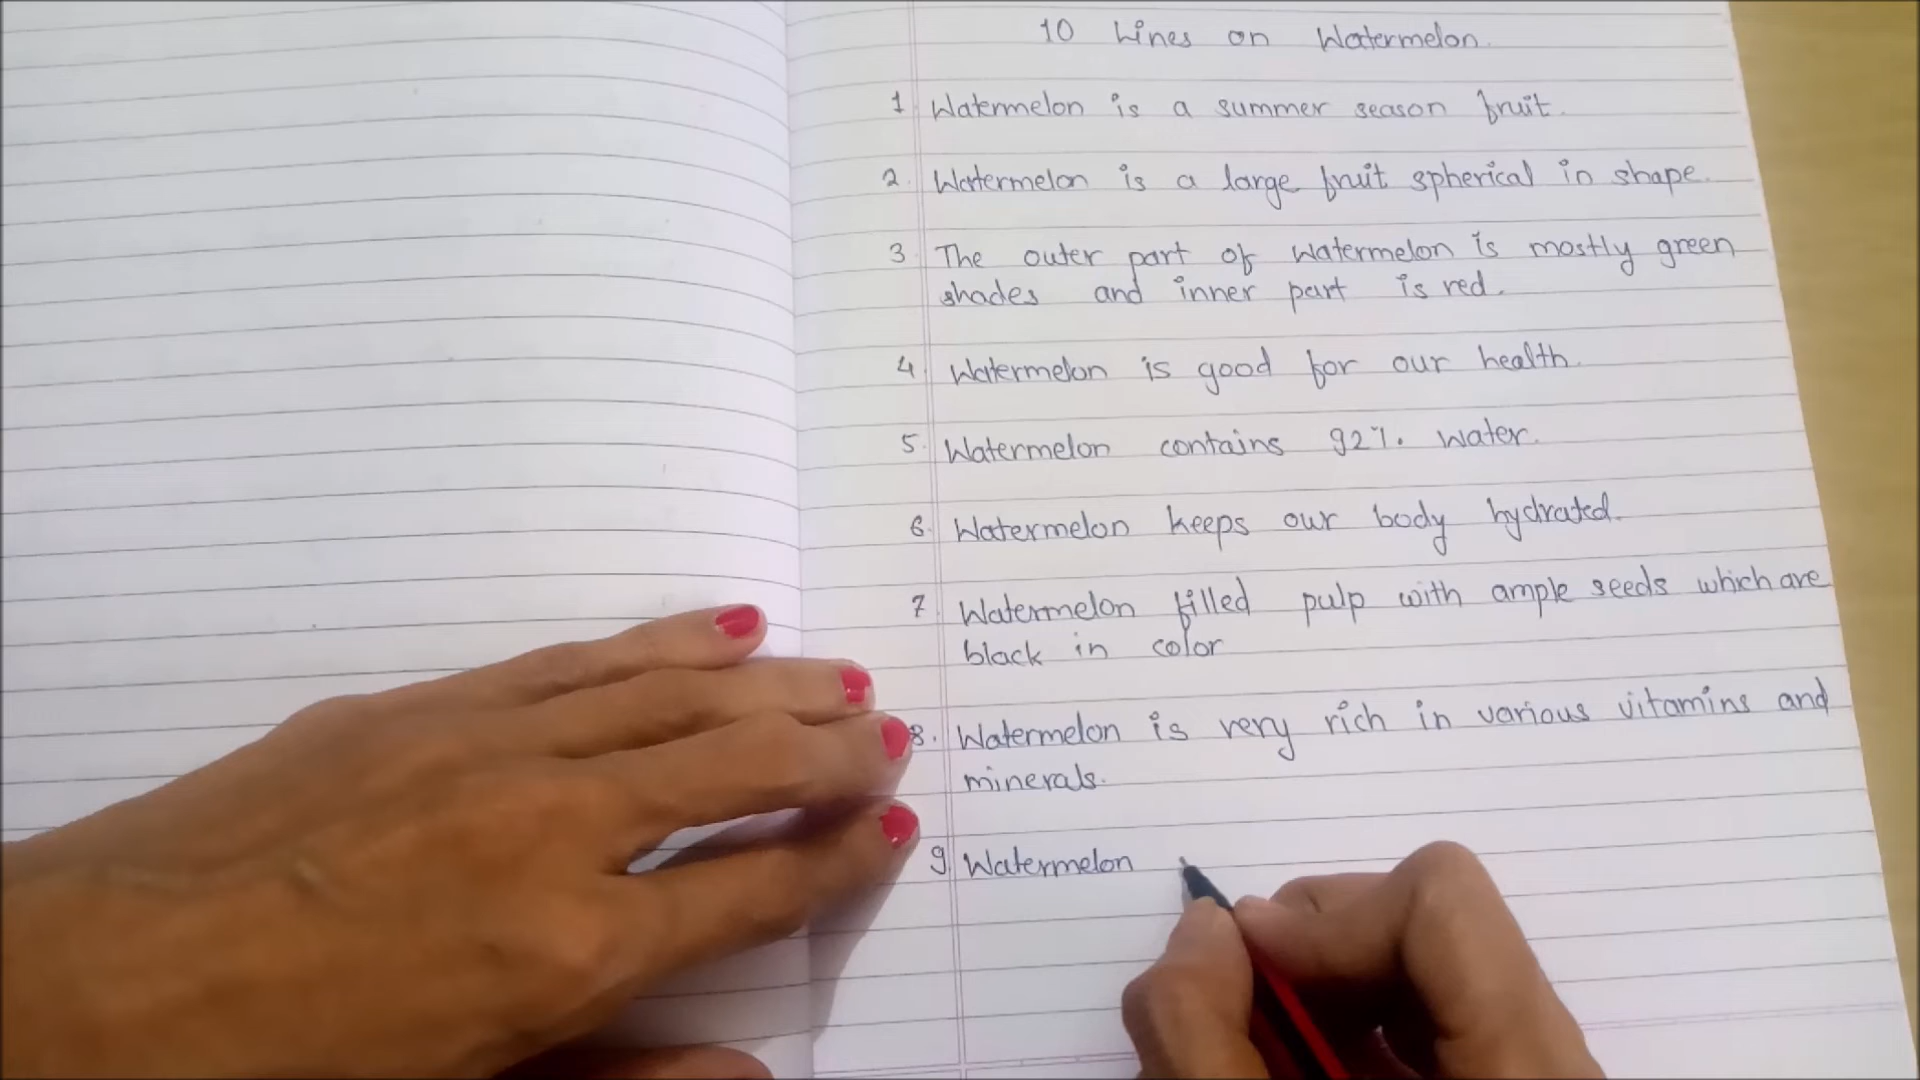 10 Lines on Watermelon.
1 Watermelon is a summer season fruit.
2. Watermelon is a large fruit spherical in shape.
3 The outer part of watermelon is mostly green
shades and inner part is red.
4 Watermelon is good for our health.
5. Watermelon contains 92%. water.
6. Watermelon keeps our body hydrated.
7 Watermelon filled pulp with ample seeds which are
black in color
8. Watermelon is very rich in various vitamins and
minerals.
9 Watermelon